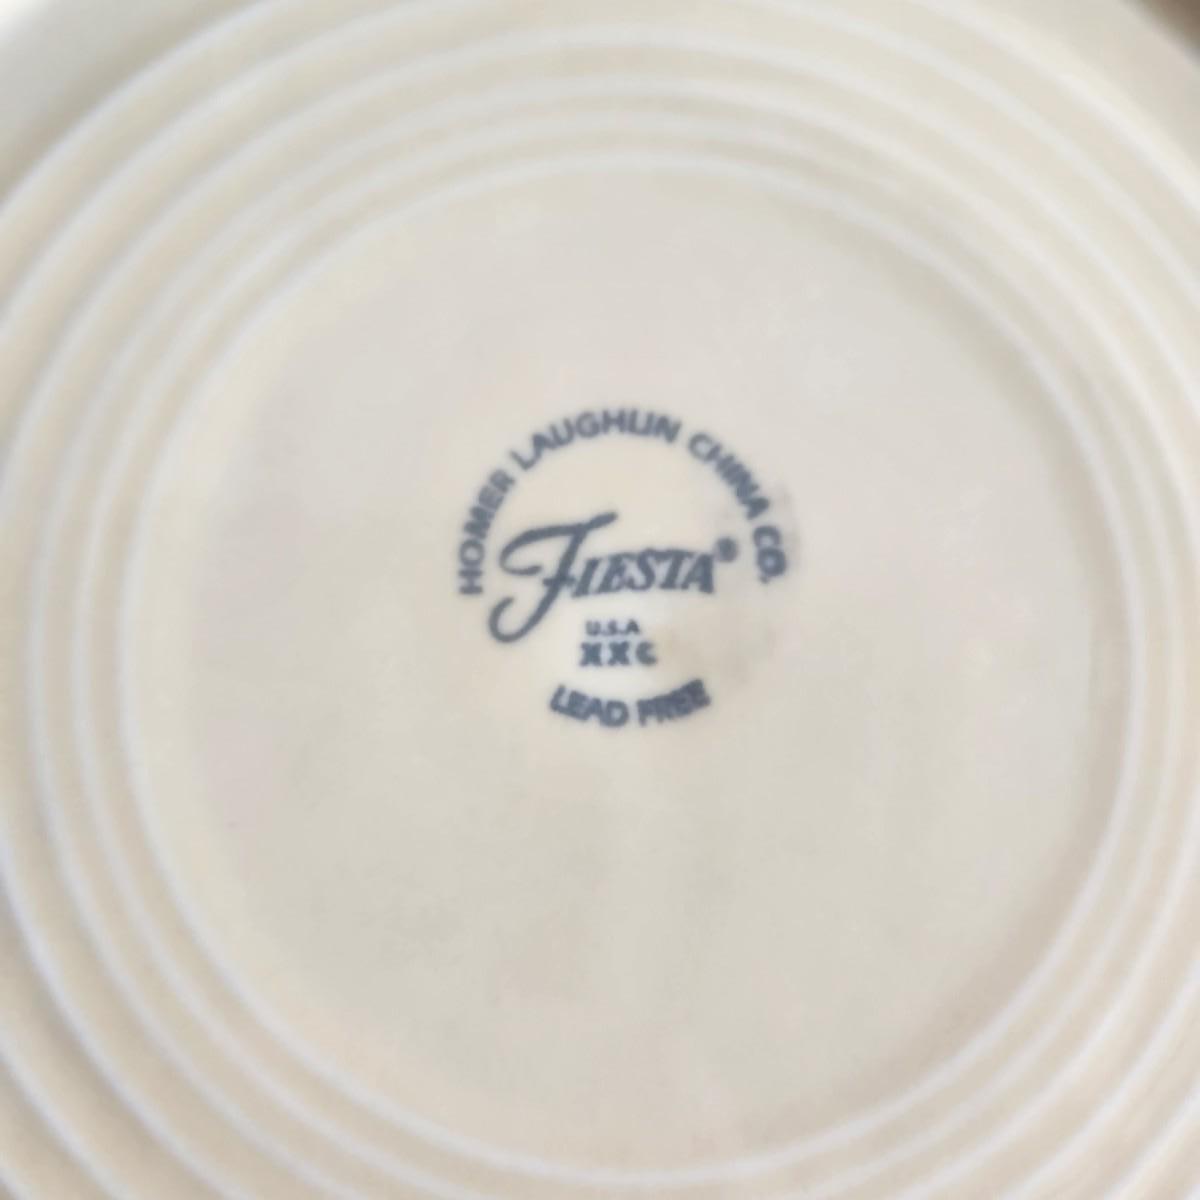 HOMER LAUGHLIN CHINA CO.
FIESTA®
U.S.A
XXC
LEAD FREE